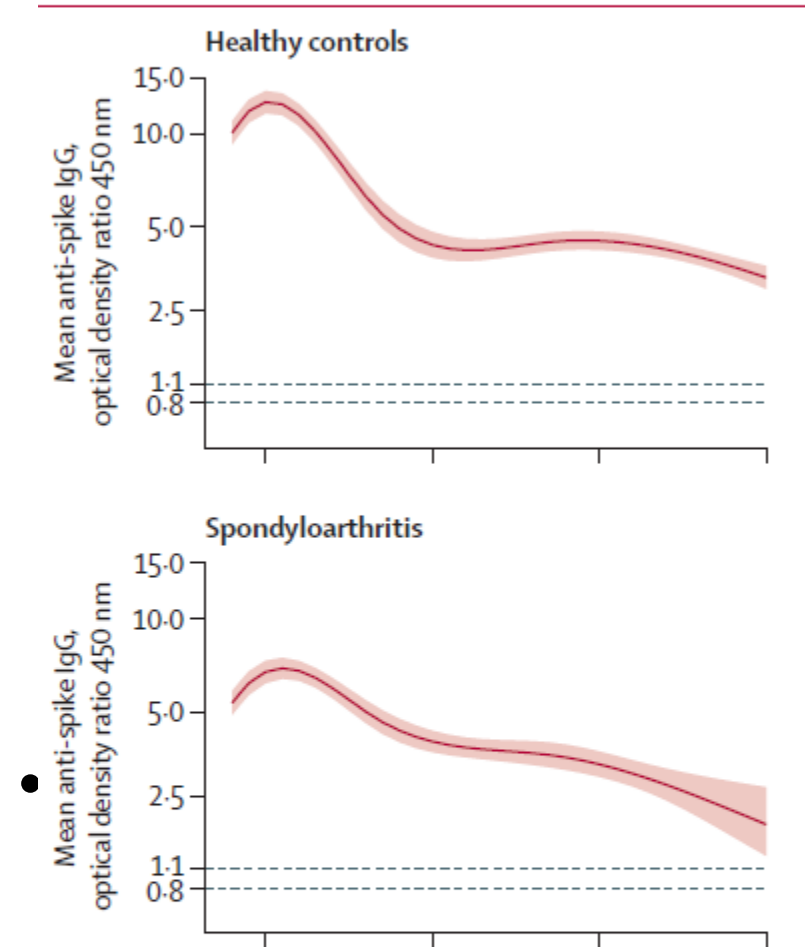 Healthy controls
Mean anti-spike IgG,
optical density ratio 450 nm
15·0
10·0
5·0
2·5
1·1
0·8
Spondyloarthritis
Mean anti-spike IgG,
optical density ratio 450 nm
15·0
10·0
5·0
2·5
1·1
0·8